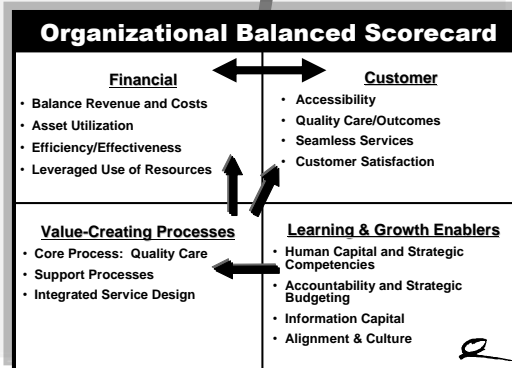 Organizational Balanced Scorecard
Financial
• Balance Revenue and Costs
• Asset Utilization
• Efficiency/Effectiveness
• Leveraged Use of Resources
Customer
• Accessibility
• Quality Care/Outcomes
• Seamless Services
• Customer Satisfaction
Value-Creating Processes
• Core Process: Quality Care
• Support Processes
• Integrated Service Design
Learning & Growth Enablers
• Human Capital and Strategic
Competencies
• Accountability and Strategic
Budgeting
• Information Capital
• Alignment & Culture